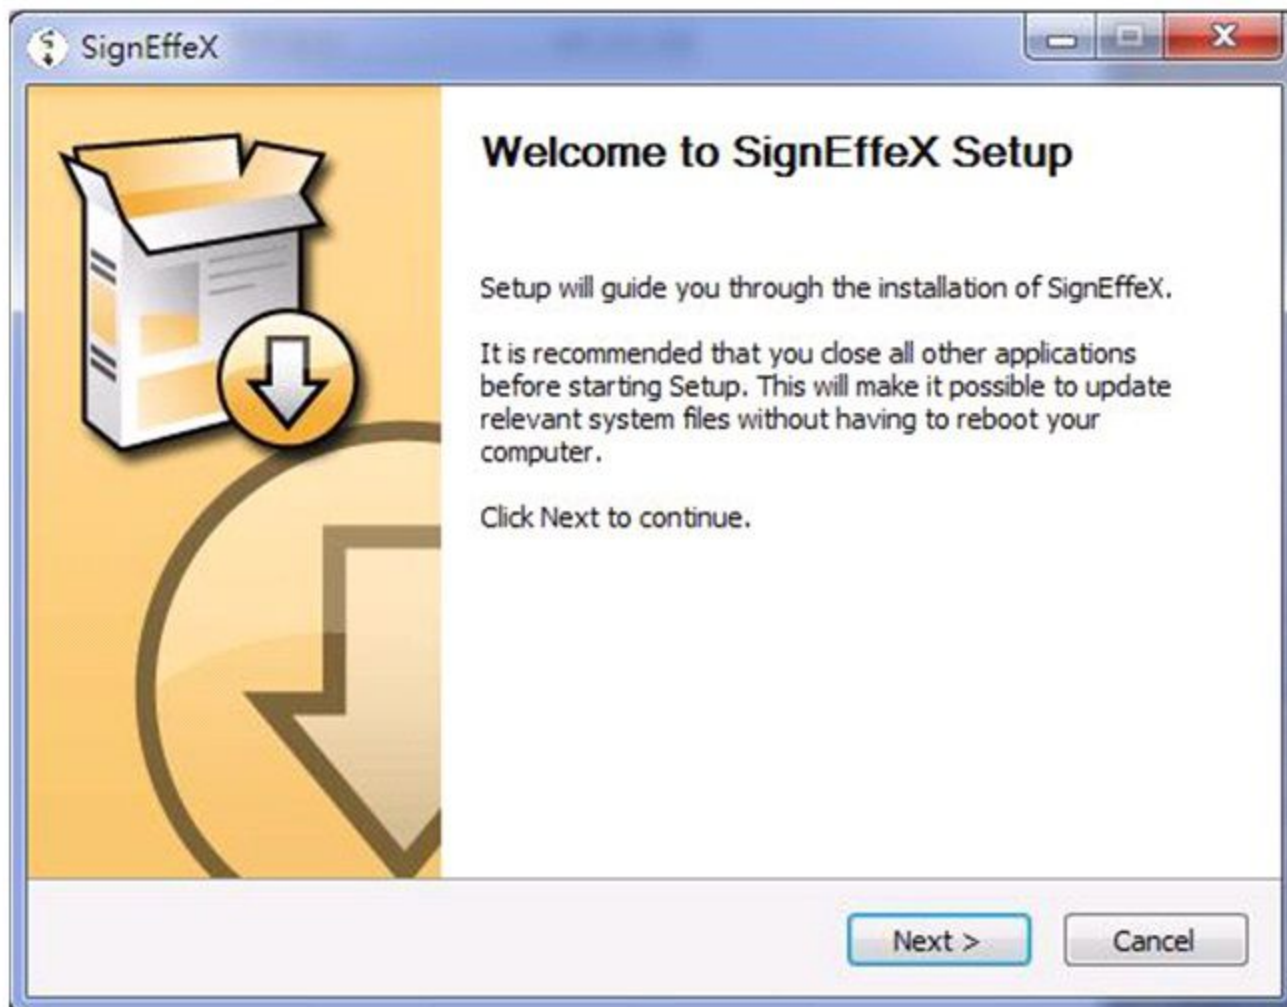 SignEffeX
Welcome to SignEffeX Setup
Setup will guide you through the installation of SignEffeX.
It is recommended that you close all other applications
before starting Setup. This will make it possible to update
relevant system files without having to reboot your
computer.
Click Next to continue.
Next >
Cancel